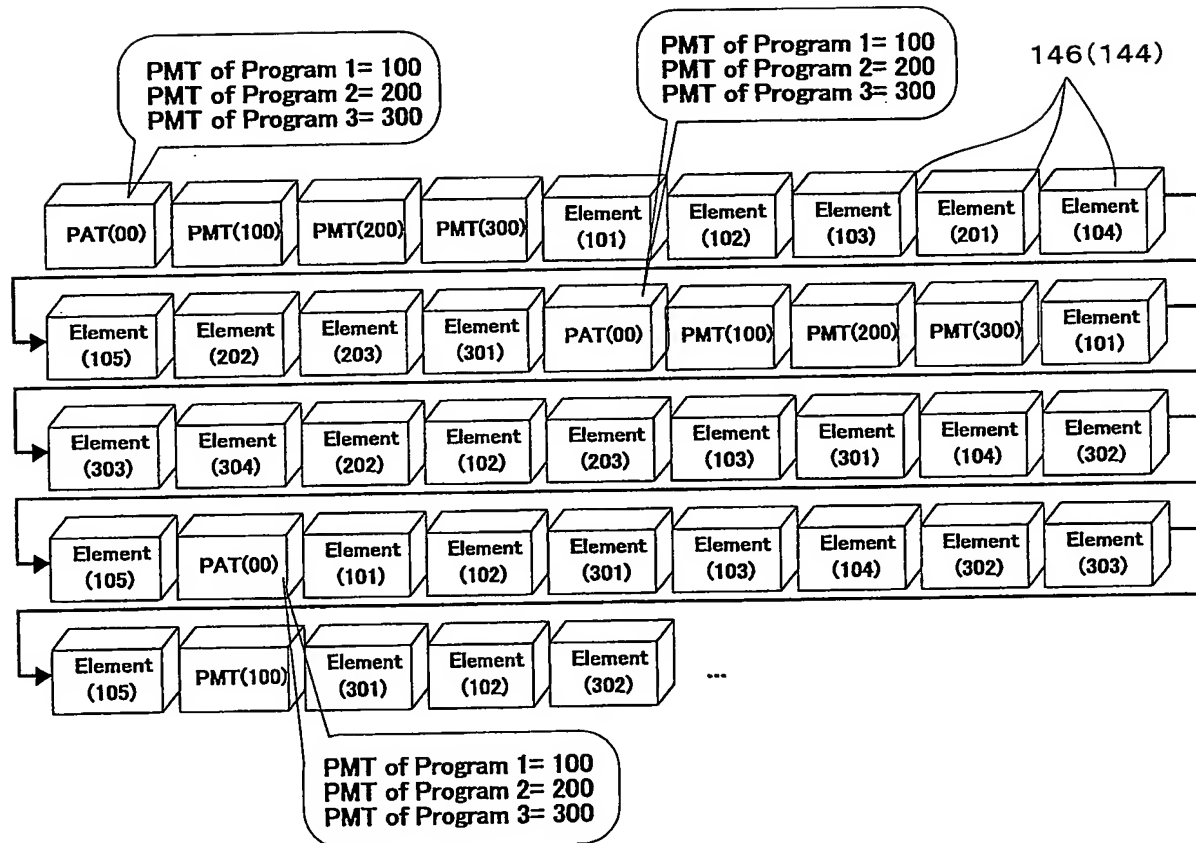 PMT of Program 1= 100
PMT of Program 2= 200
PMT of Program 3= 300
PMT of Program 1= 100
PMT of Program 2= 200
PMT of Program 3= 300
146(144)
PAT(00) PMT(100) PMT(200) PMT(300) Element (101) Element (102) Element (103) Element (201) Element (104)
Element (105) Element (202) Element (203) Element (301) PAT(00) PMT(100) PMT(200) PMT(300) Element (101)
Element (303) Element (304) Element (202) Element (102) Element (203) Element (103) Element (301) Element (104) Element (302)
Element (105) PAT(00) Element (101) Element (102) Element (301) Element (103) Element (104) Element (302) Element (303)
Element (105) PMT(100) Element (301) Element (102) Element (302) ...
PMT of Program 1= 100
PMT of Program 2= 200
PMT of Program 3= 300